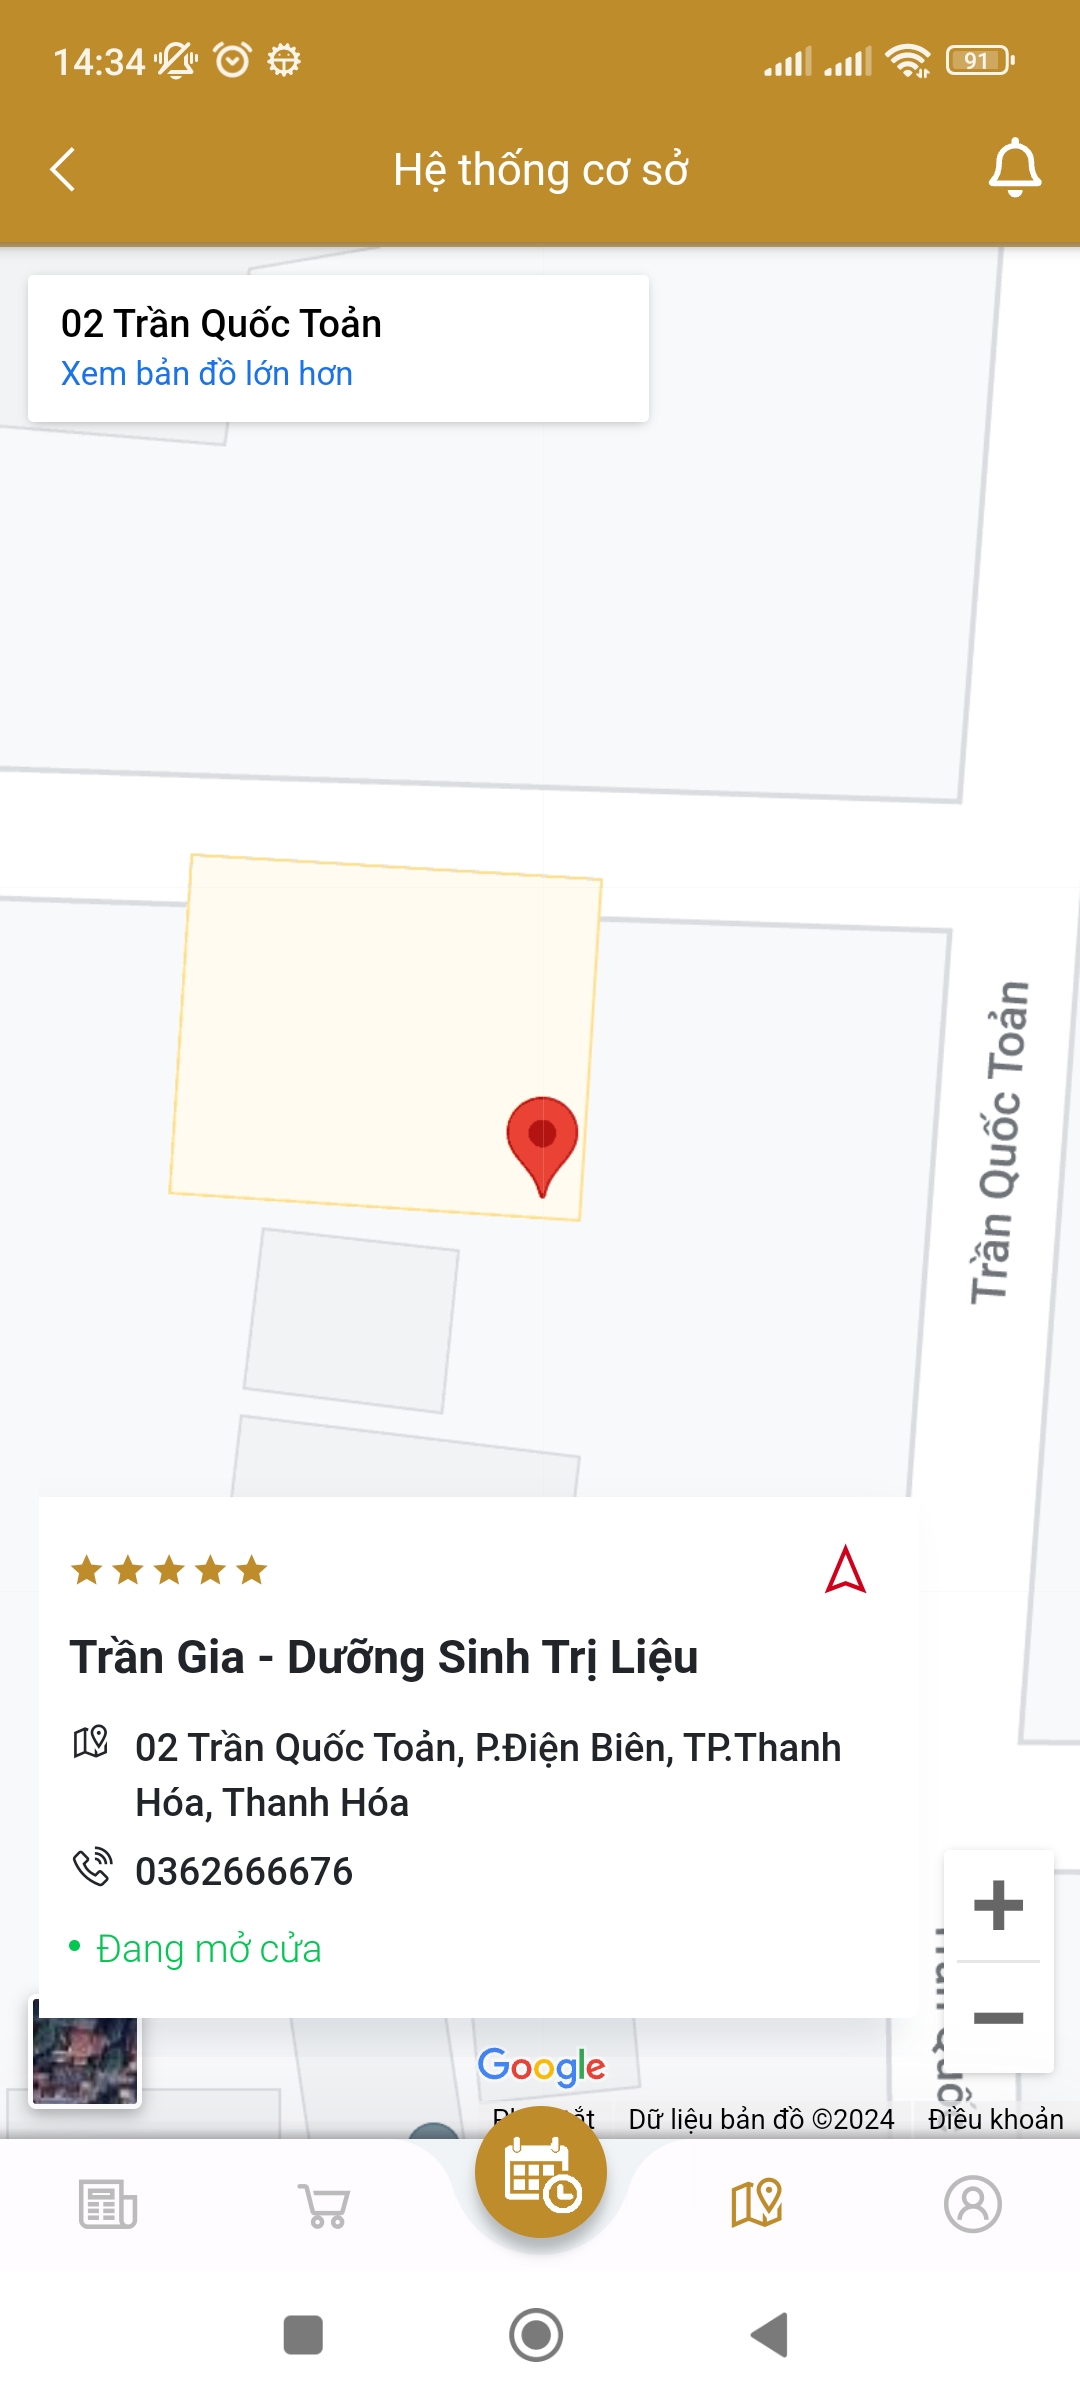 14:34
91
Hệ thống cơ sở
02 Trần Quốc Toản
Xem bản đồ lớn hơn
Trần Quốc Toản
Trần Gia - Dưỡng Sinh Trị Liệu
02 Trần Quốc Toản, P.Điện Biên, TP.Thanh
Hóa, Thanh Hóa
0362666676
Đang mở cửa
Google
Dữ liệu bản đồ ©2024
Điều khoản